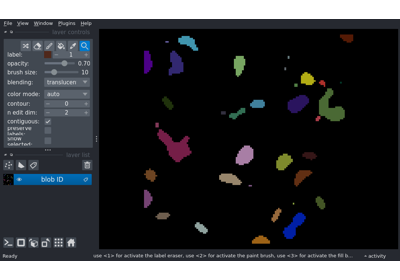 File View Window Plugins Help
layer controls
label: 1
opacity: 0.70
brush size: 10
blending: translucen
color mode: auto
contour: 0
n edit dim: 2
contiguous:
preserve
labels:
show
selected:
layer list
blob ID
Ready
use <1> for activate the label eraser, use <2> for activate the paint brush, use <3> for activate the fill b...
activity